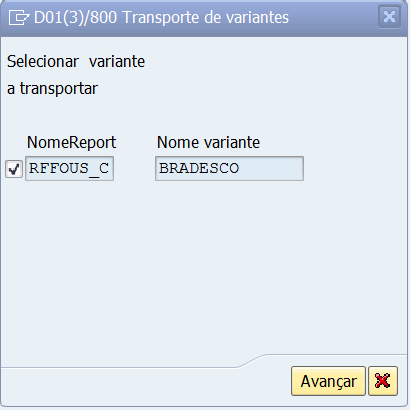 D01(3)/800 Transporte de variantes
Selecionar variante
a transportar
NomeReport Nome variante
RFFOUS_C BRADESCO
Avançar